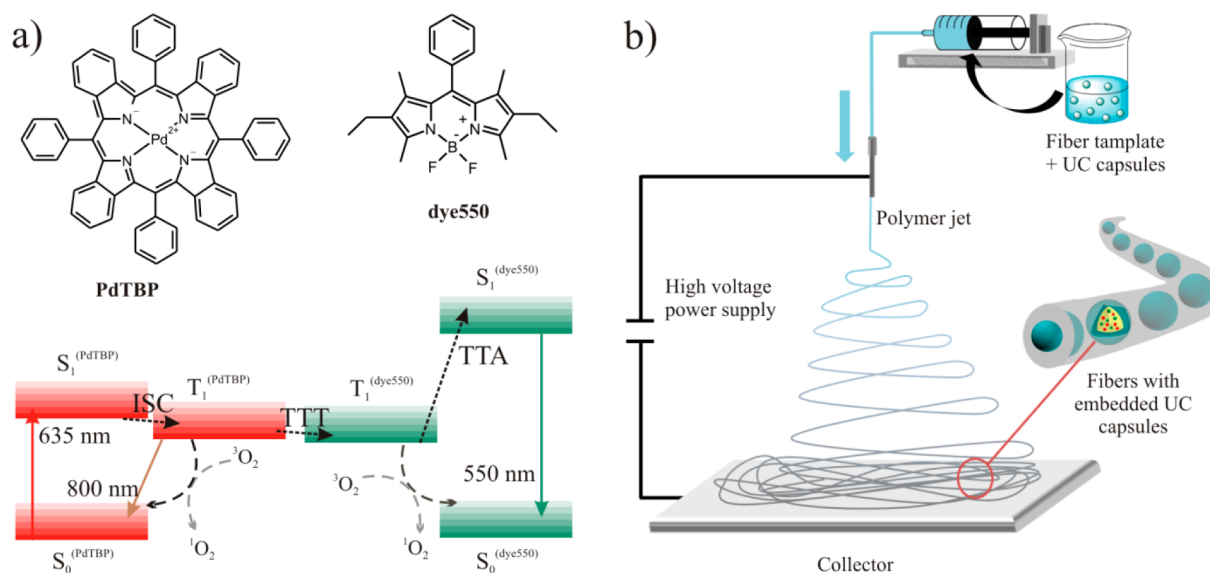 a)
N
N
Pd2+
N
N
PdTBP
+
N
-
N
B
F
F
dye550
S1(dye550)
S1(PdTBP)
T1(PdTBP)
T1(dye550)
TTA
ISC
TTT
635 nm
3O2
3O2
550 nm
800 nm
1O2
1O2
S0(PdTBP)
S0(dye550)
b)
Fiber tamplate
+ UC capsules
Polymer jet
High voltage
power supply
Fibers with
embedded UC
capsules
Collector